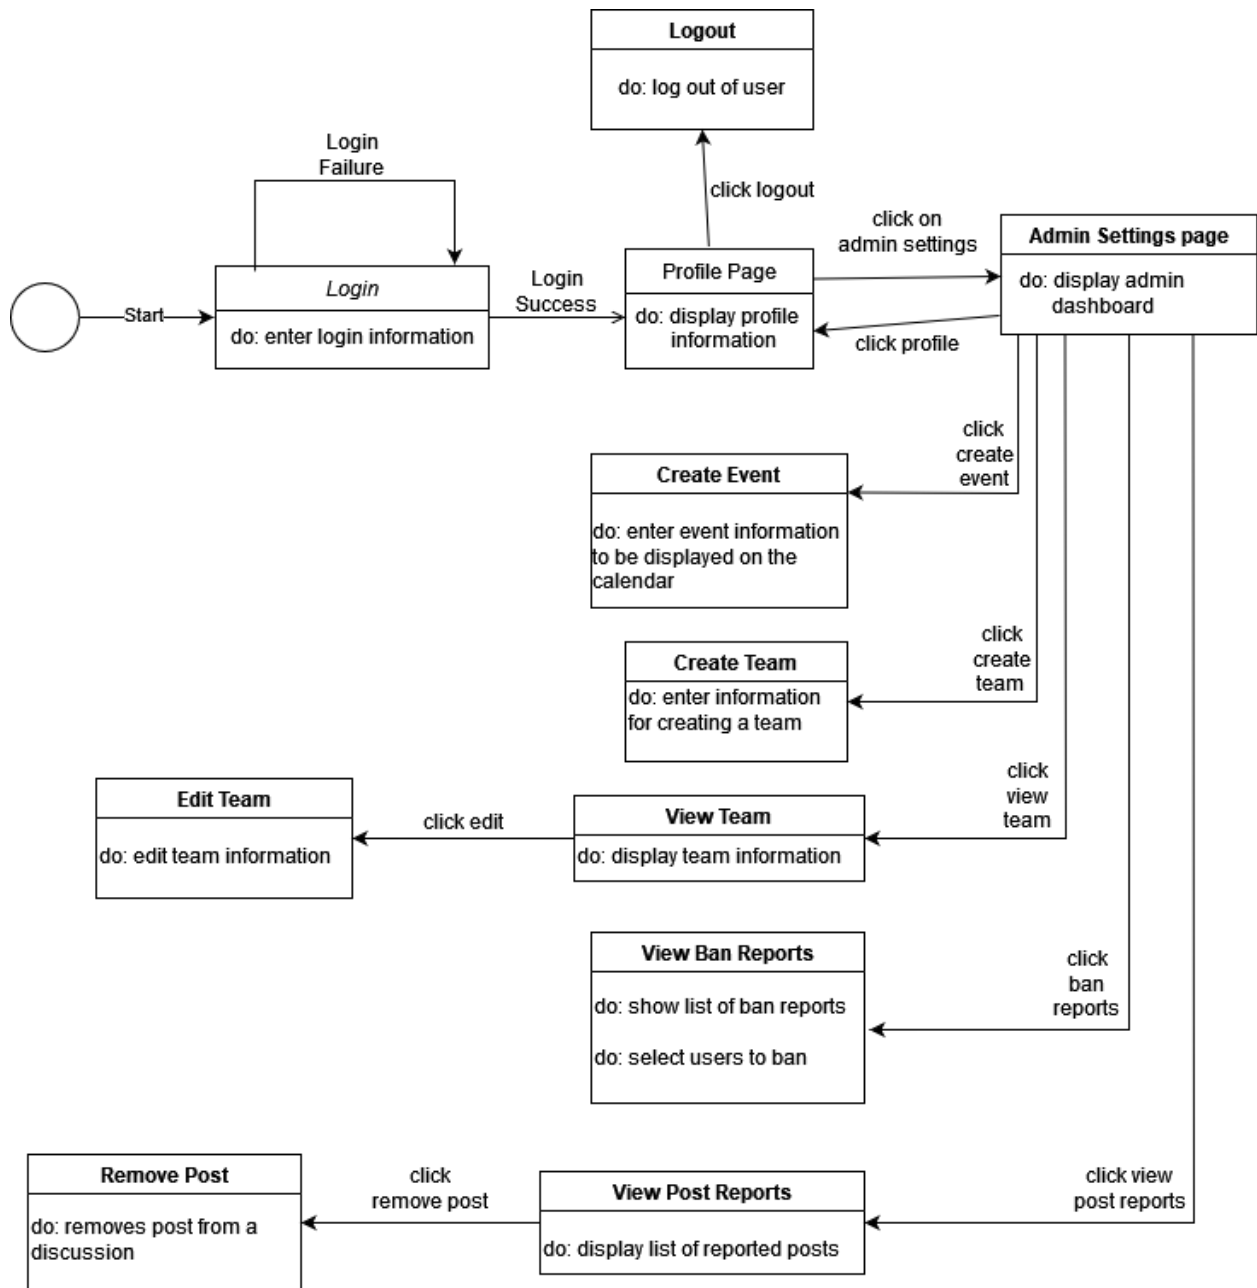 Logout
do: log out of user
Login
Failure
click logout
click on
admin settings
Admin Settings page
do: display admin
dashboard
Start
Login
do: enter login information
Login
Success
Profile Page
do: display profile
information
click profile
click
create
event
Create Event
do: enter event information
to be displayed on the
calendar
click
create
team
Create Team
do: enter information
for creating a team
click
view
team
View Team
do: display team information
click edit
Edit Team
do: edit team information
View Ban Reports
do: show list of ban reports
do: select users to ban
click
ban
reports
click view
post reports
View Post Reports
do: display list of reported posts
click
remove post
Remove Post
do: removes post from a
discussion